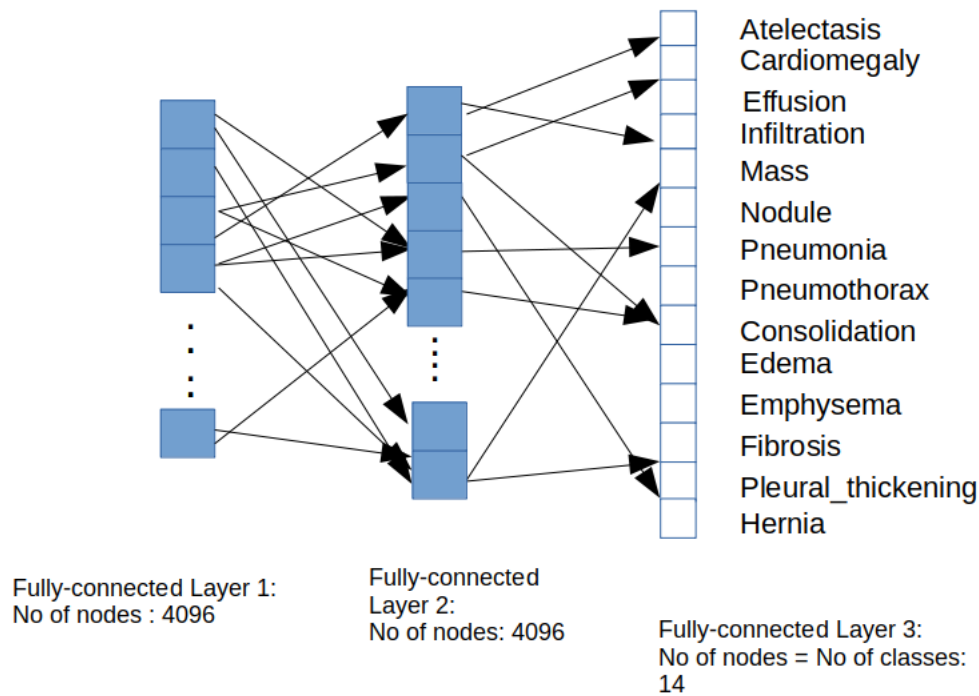 Atelectasis
Cardiomegaly
Effusion
Infiltration
Mass
Nodule
Pneumonia
Pneumothorax
Consolidation
Edema
Emphysema
Fibrosis
Pleural_thickening
Hernia
Fully-connected Layer 1:
No of nodes : 4096
Fully-connected
Layer 2:
No of nodes: 4096
Fully-connected Layer 3:
No of nodes = No of classes:
14